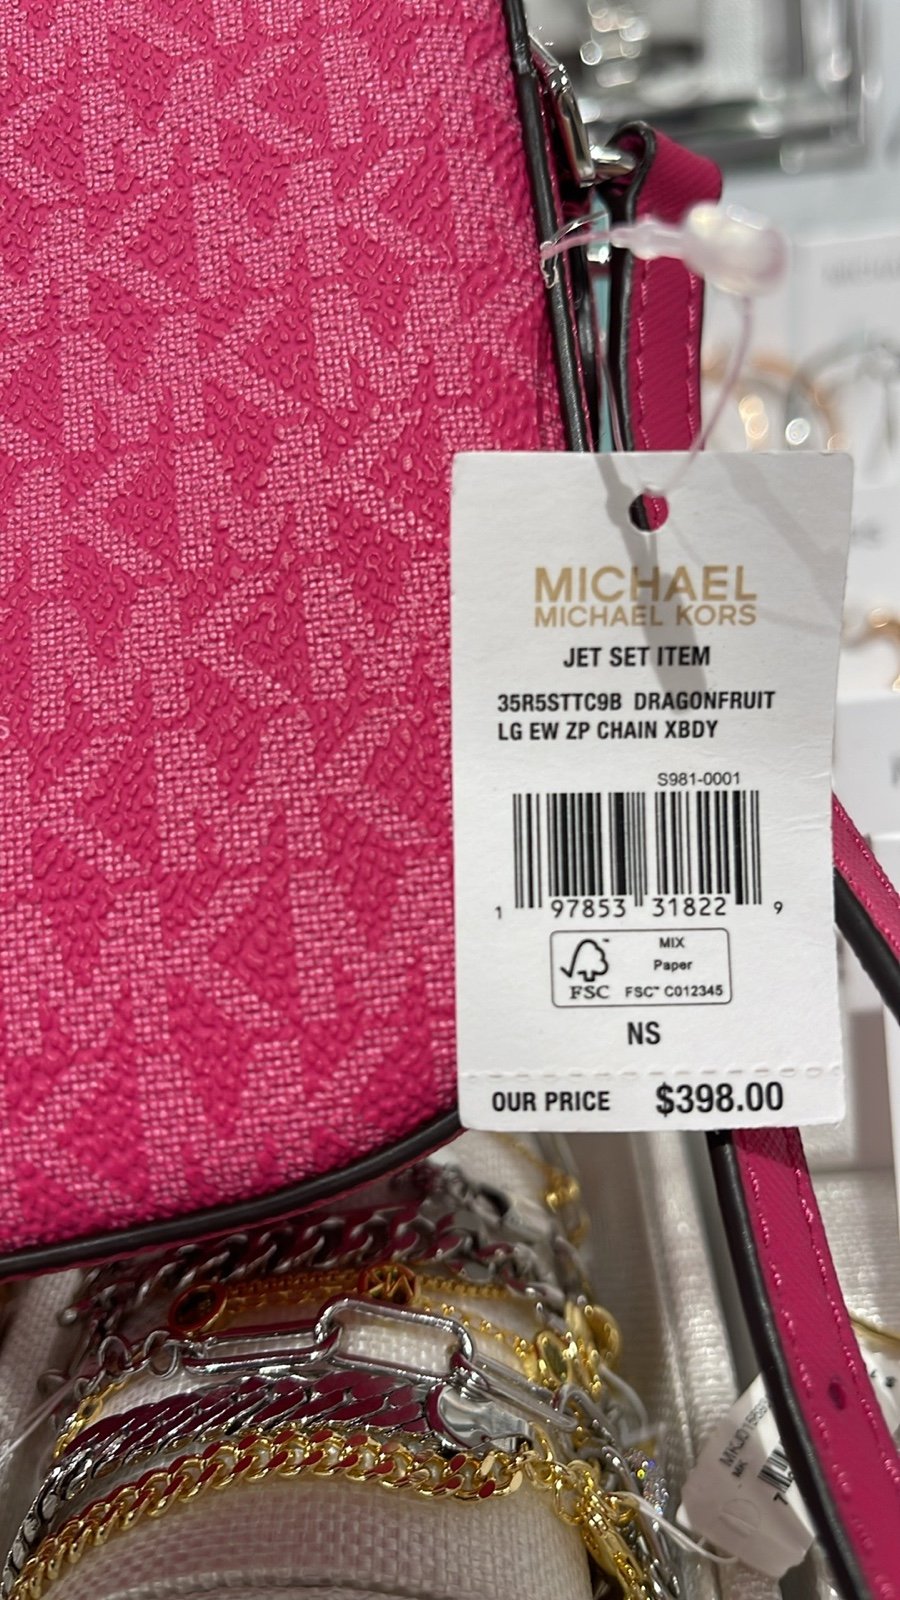 MICHAEL
MICHAEL KORS
JET SET ITEM
35R5STTC9B DRAGONFRUIT
LG EW ZP CHAIN XBDY
S981-0001
1 97853 31822 9
FSC
MIX
Paper
FSC™ C012345
NS
OUR PRICE $398.00